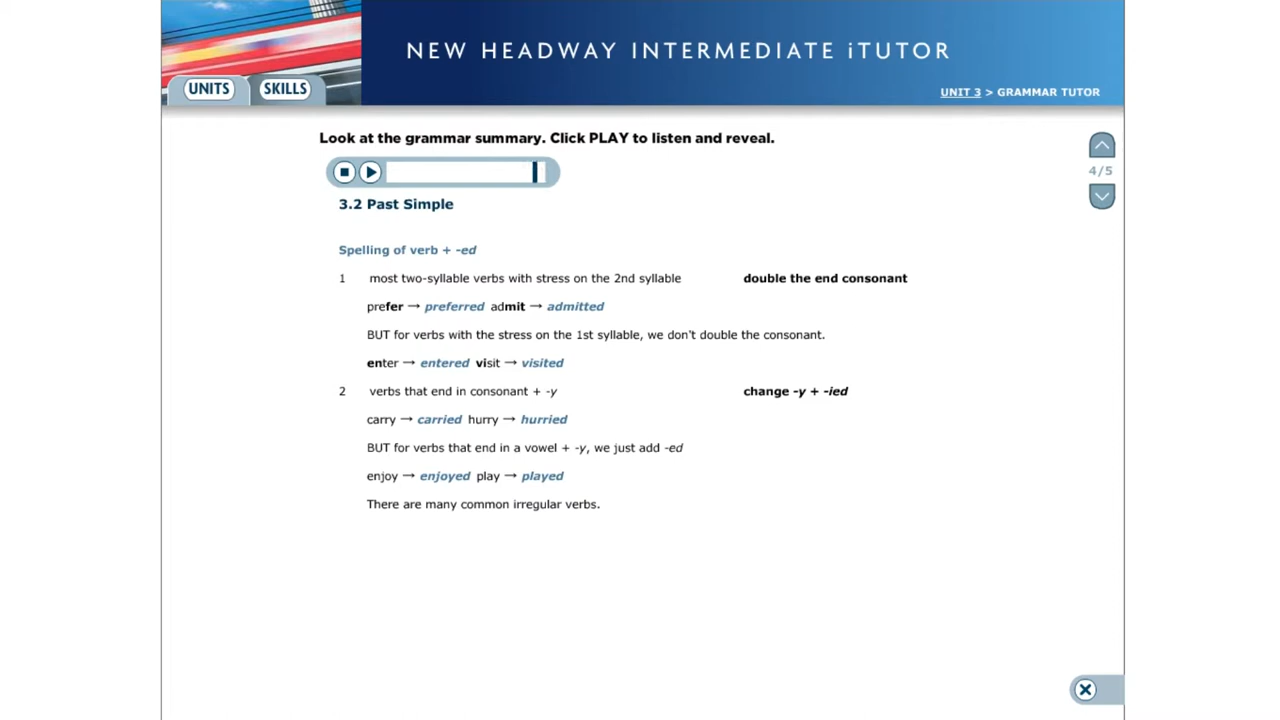 NEW HEADWAY INTERMEDIATE iTUTOR
UNITS SKILLS
UNIT 3 > GRAMMAR TUTOR
Look at the grammar summary. Click PLAY to listen and reveal.
4/5
3.2 Past Simple
Spelling of verb + -ed
1 most two-syllable verbs with stress on the 2nd syllable double the end consonant
prefer → preferred admit → admitted
BUT for verbs with the stress on the 1st syllable, we don't double the consonant.
enter → entered visit → visited
2 verbs that end in consonant + -y change -y + -ied
carry → carried hurry → hurried
BUT for verbs that end in a vowel + -y, we just add -ed
enjoy → enjoyed play → played
There are many common irregular verbs.